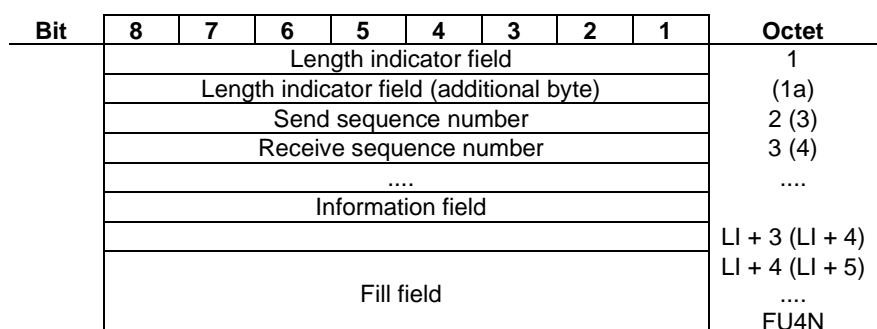 Bit 8 7 6 5 4 3 2 1 Octet
Length indicator field 1
Length indicator field (additional byte) (1a)
Send sequence number 2 (3)
Receive sequence number 3 (4)
.... ....
Information field
LI + 3 (LI + 4)
LI + 4 (LI + 5)
Fill field ....
FU4N